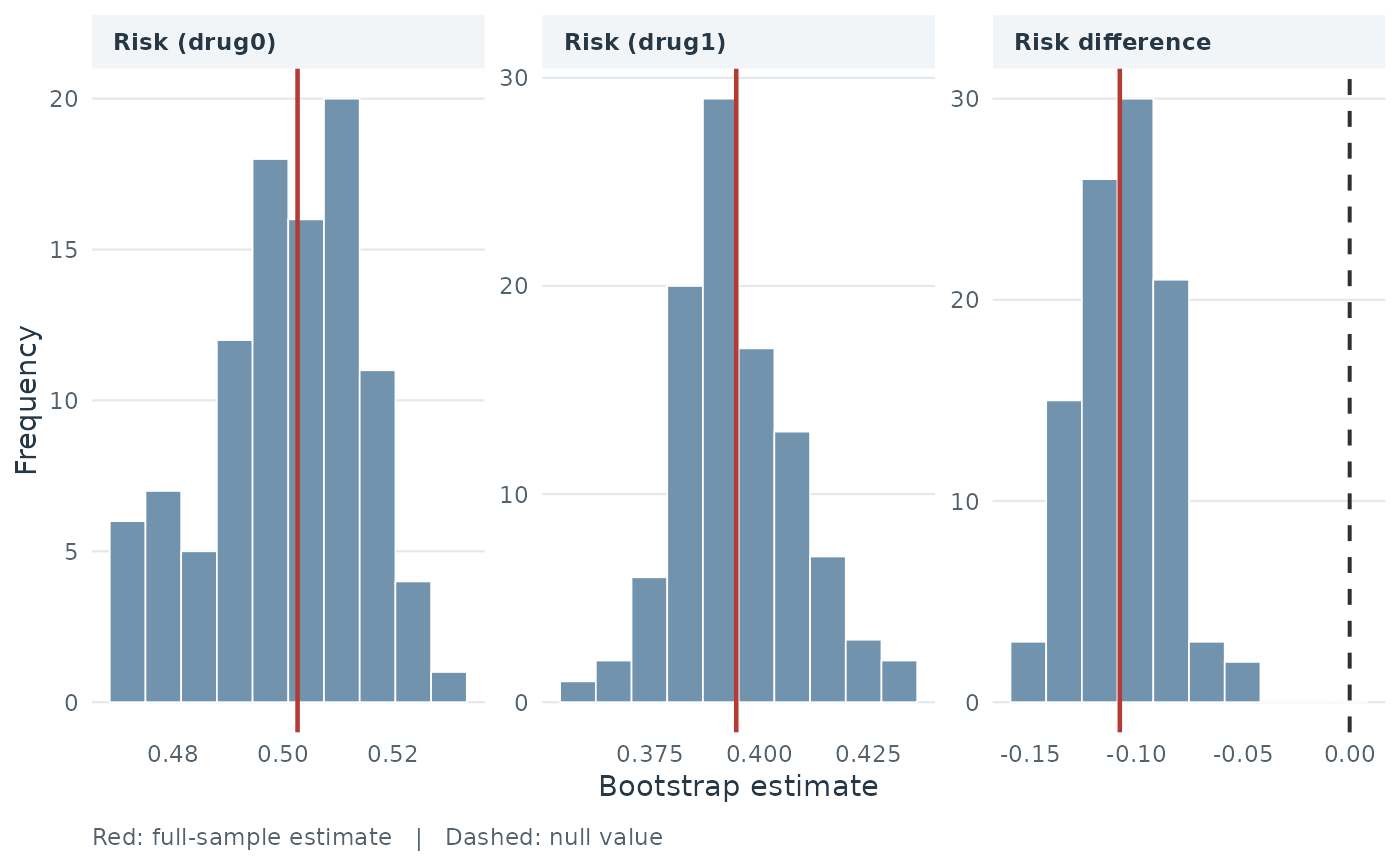 Risk (drug0)
Risk (drug1)
Risk difference
Frequency
20
15
10
5
0
30
20
10
0
30
20
10
0
0.48 0.50 0.52
0.375 0.400 0.425
-0.15 -0.10 -0.05 0.00
Bootstrap estimate
Red: full-sample estimate | Dashed: null value